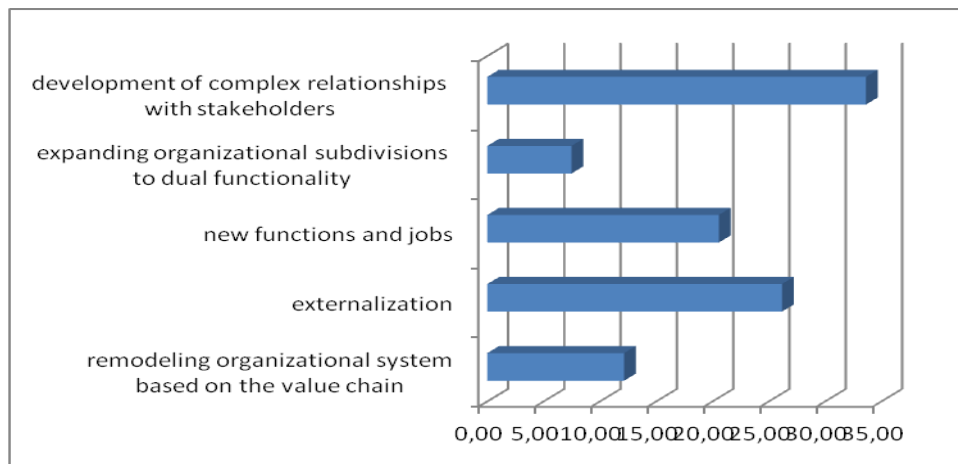 development of complex relationships
with stakeholders
expanding organizational subdivisions
to dual functionality
new functions and jobs
externalization
remodeling organizational system
based on the value chain
0,00 5,00 10,00 15,00 20,00 25,00 30,00 35,00